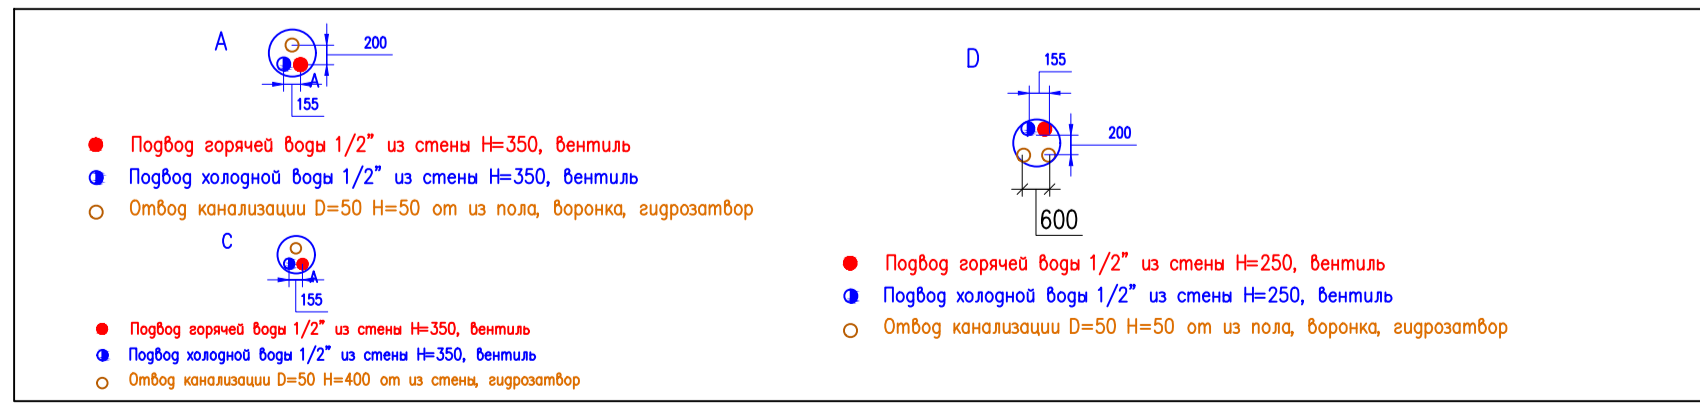 A
200
A
155
Подвод горячей воды 1/2" из стены H=350, вентиль
Подвод холодной воды 1/2" из стены H=350, вентиль
Отвод канализации D=50 H=50 от из пола, воронка, гидрозатвор
C
A
155
Подвод горячей воды 1/2" из стены H=350, вентиль
Подвод холодной воды 1/2" из стены H=350, вентиль
Отвод канализации D=50 H=400 от из стены, гидрозатвор
D
155
200
600
Подвод горячей воды 1/2" из стены H=250, вентиль
Подвод холодной воды 1/2" из стены H=250, вентиль
Отвод канализации D=50 H=50 от из пола, воронка, гидрозатвор